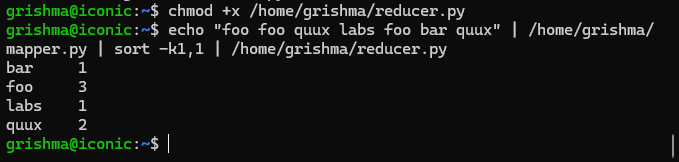 grishma@iconic:~$ chmod +x /home/grishma/reducer.py
grishma@iconic:~$ echo "foo foo quux labs foo bar quux" | /home/grishma/
mapper.py | sort -k1,1 | /home/grishma/reducer.py
bar     1
foo     3
labs    1
quux    2
grishma@iconic:~$